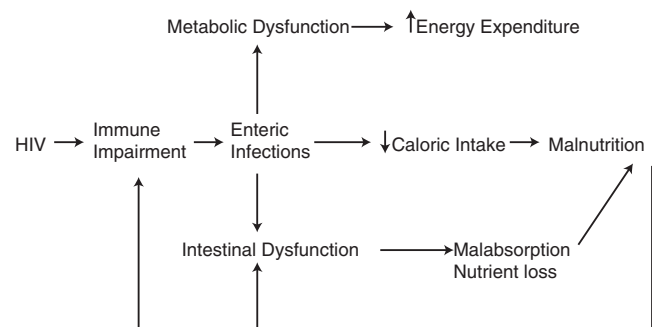 Metabolic Dysfunction
↑Energy Expenditure
HIV
Immune
Impairment
Enteric
Infections
↓Caloric Intake
Malnutrition
Intestinal Dysfunction
Malabsorption
Nutrient loss